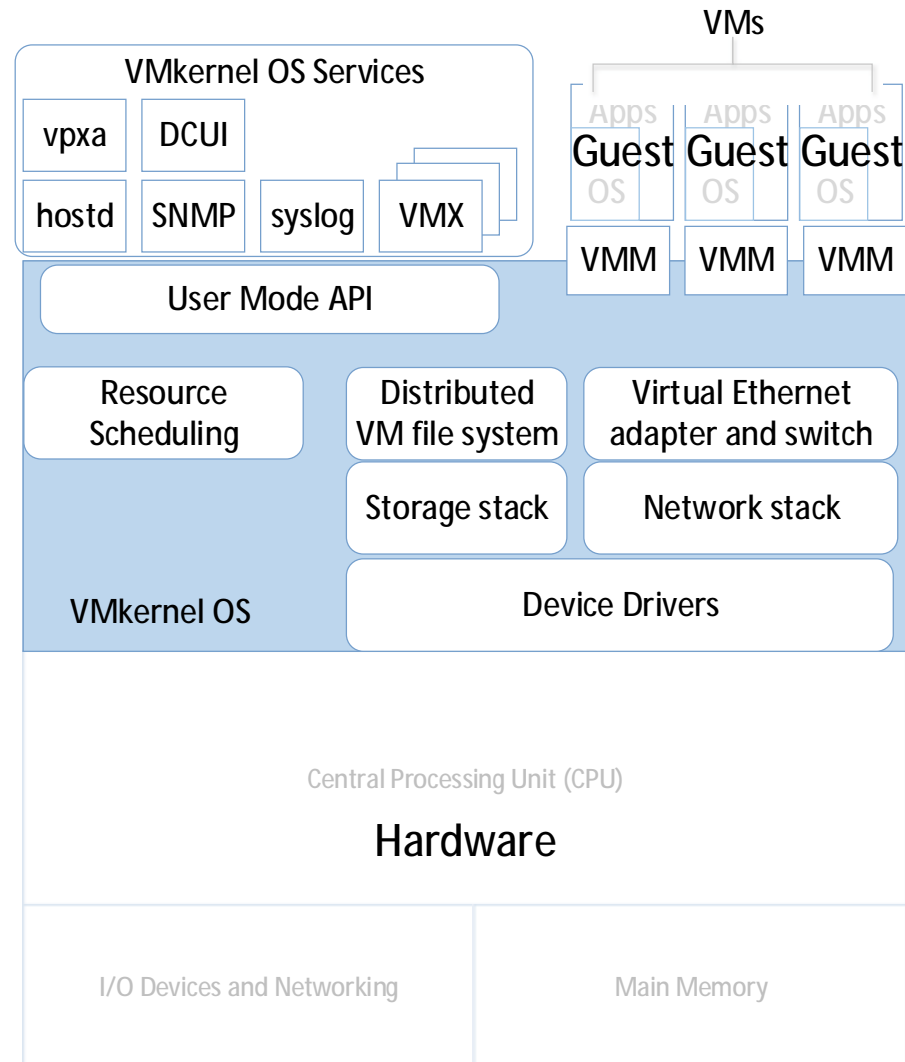 VMs
VMkernel OS Services
vpxa
DCUI
hostd
SNMP
syslog
VMX
Apps
Guest
OS
Apps
Guest
OS
Apps
Guest
OS
VMM
VMM
VMM
User Mode API
Resource
Scheduling
Distributed
VM file system
Virtual Ethernet
adapter and switch
Storage stack
Network stack
VMkernel OS
Device Drivers
Central Processing Unit (CPU)
Hardware
I/O Devices and Networking
Main Memory